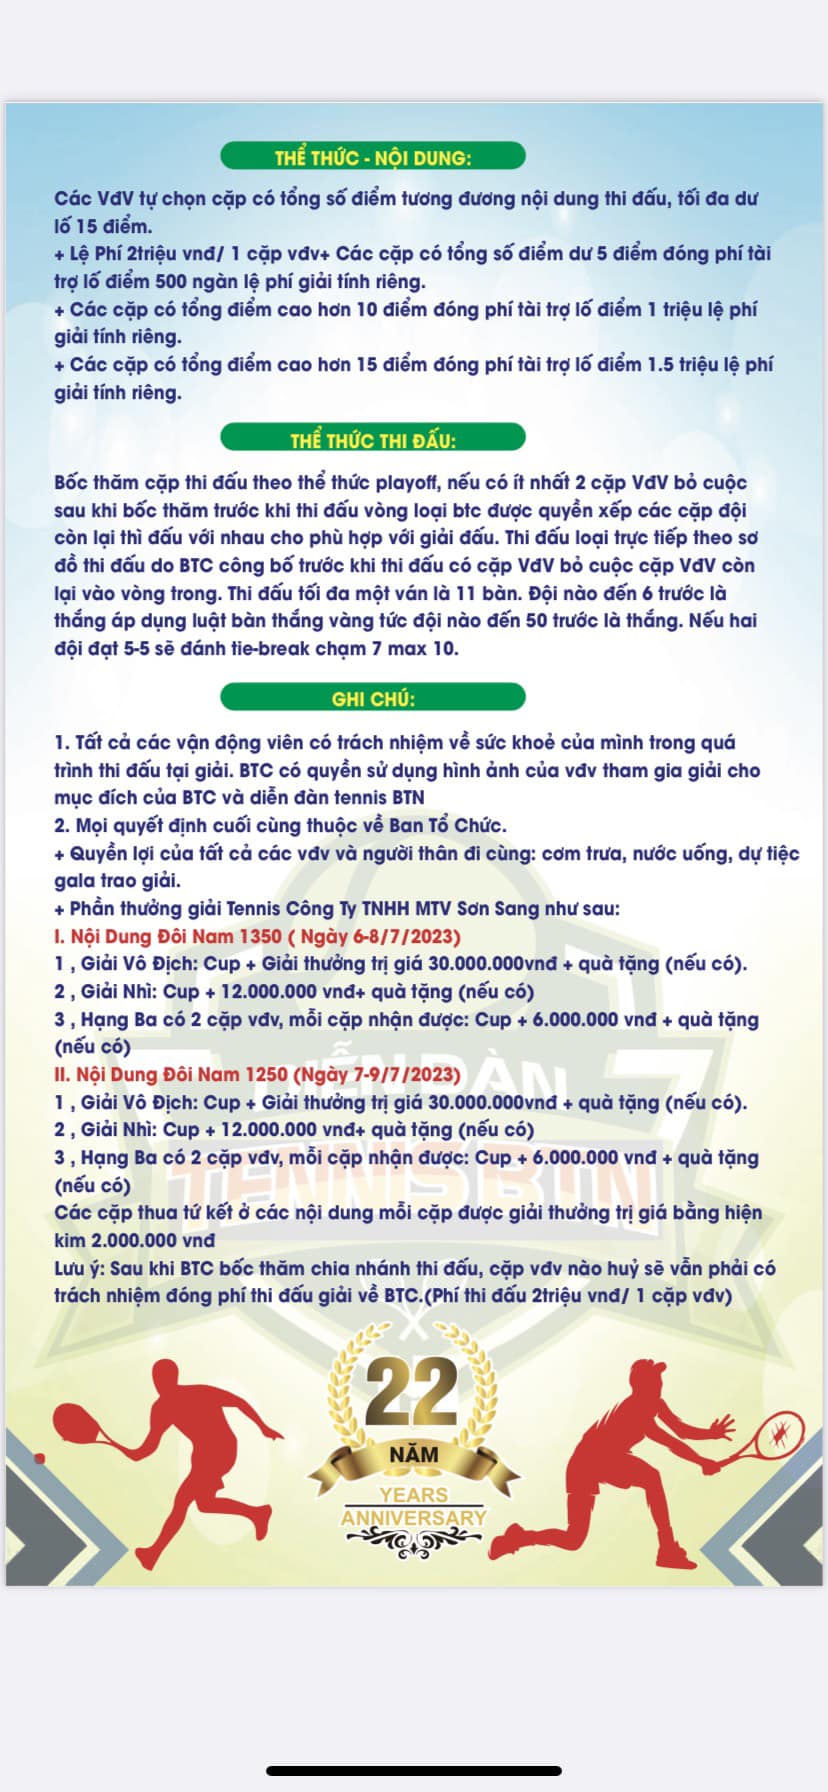 THỂ THỨC - NỘI DUNG:
Các VđV tự chọn cặp có tổng số điểm tương đương nội dung thi đấu, tối đa dư
lố 15 điểm.
+ Lệ Phí 2triệu vnđ/ 1 cặp vđv+ Các cặp có tổng số điểm dư 5 điểm đóng phí tài
trợ lố điểm 500 ngàn lệ phí giải tính riêng.
+ Các cặp có tổng điểm cao hơn 10 điểm đóng phí tài trợ lố điểm 1 triệu lệ phí
giải tính riêng.
+ Các cặp có tổng điểm cao hơn 15 điểm đóng phí tài trợ lố điểm 1.5 triệu lệ phí
giải tính riêng.
THỂ THỨC THI ĐẤU:
Bốc thăm cặp thi đấu theo thể thức playoff, nếu có ít nhất 2 cặp VđV bỏ cuộc
sau khi bốc thăm trước khi thi đấu vòng loại btc được quyền xếp các cặp đội
còn lại thì đấu với nhau cho phù hợp với giải đấu. Thi đấu loại trực tiếp theo sơ
đồ thi đấu do BTC công bố trước khi thi đấu có cặp VđV bỏ cuộc cặp VđV còn
lại vào vòng trong. Thi đấu tối đa một ván là 11 bàn. Đội nào đến 6 trước là
thắng áp dụng luật bàn thắng vàng tức đội nào đến 50 trước là thắng. Nếu hai
đội đạt 5-5 sẽ đánh tie-break chạm 7 max 10.
GHI CHÚ:
1. Tất cả các vận động viên có trách nhiệm về sức khoẻ của mình trong quá
trình thi đấu tại giải. BTC có quyền sử dụng hình ảnh của vđv tham gia giải cho
mục đích của BTC và diễn đàn tennis BTN
2. Mọi quyết định cuối cùng thuộc về Ban Tổ Chức.
+ Quyền lợi của tất cả các vđv và người thân đi cùng: cơm trưa, nước uống, dự tiệc
gala trao giải.
+ Phần thưởng giải Tennis Công Ty TNHH MTV Sơn Sang như sau:
I. Nội Dung Đôi Nam 1350 ( Ngày 6-8/7/2023)
1 , Giải Vô Địch: Cup + Giải thưởng trị giá 30.000.000vnđ + quà tặng (nếu có).
2 , Giải Nhì: Cup + 12.000.000 vnđ+ quà tặng (nếu có)
3 , Hạng Ba có 2 cặp vđv, mỗi cặp nhận được: Cup + 6.000.000 vnđ + quà tặng
(nếu có)
DIỄN ĐÀN
II. Nội Dung Đôi Nam 1250 (Ngày 7-9/7/2023)
1 , Giải Vô Địch: Cup + Giải thưởng trị giá 30.000.000vnđ + quà tặng (nếu có).
2 , Giải Nhì: Cup + 12.000.000 vnđ+ quà tặng (nếu có)
3 , Hạng Ba có 2 cặp vđv, mỗi cặp nhận được: Cup + 6.000.000 vnđ + quà tặng
(nếu có)
TENNIS BTN
Các cặp thua tứ kết ở các nội dung mỗi cặp được giải thưởng trị giá bằng hiện
kim 2.000.000 vnđ
Lưu ý: Sau khi BTC bốc thăm chia nhánh thi đấu, cặp vđv nào huỷ sẽ vẫn phải có
trách nhiệm đóng phí thi đấu giải về BTC.(Phí thi đấu 2triệu vnđ/ 1 cặp vđv)
22
NĂM
YEARS
ANNIVERSARY